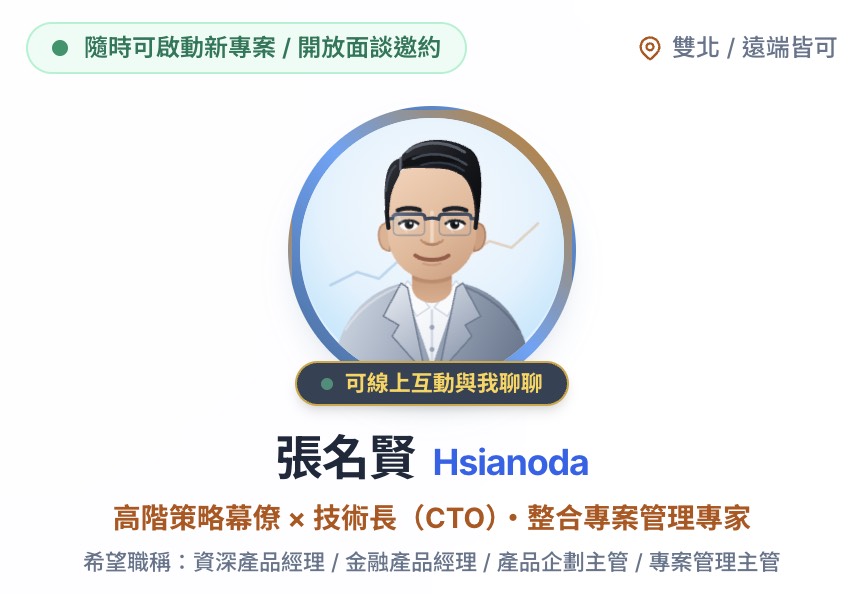 隨時可啟動新專案 / 開放面談邀約
雙北 / 遠端皆可
可線上互動與我聊聊
張名賢 Hsianoda
高階策略幕僚 × 技術長（CTO）・整合專案管理專家
希望職稱：資深產品經理 / 金融產品經理 / 產品企劃主管 / 專案管理主管